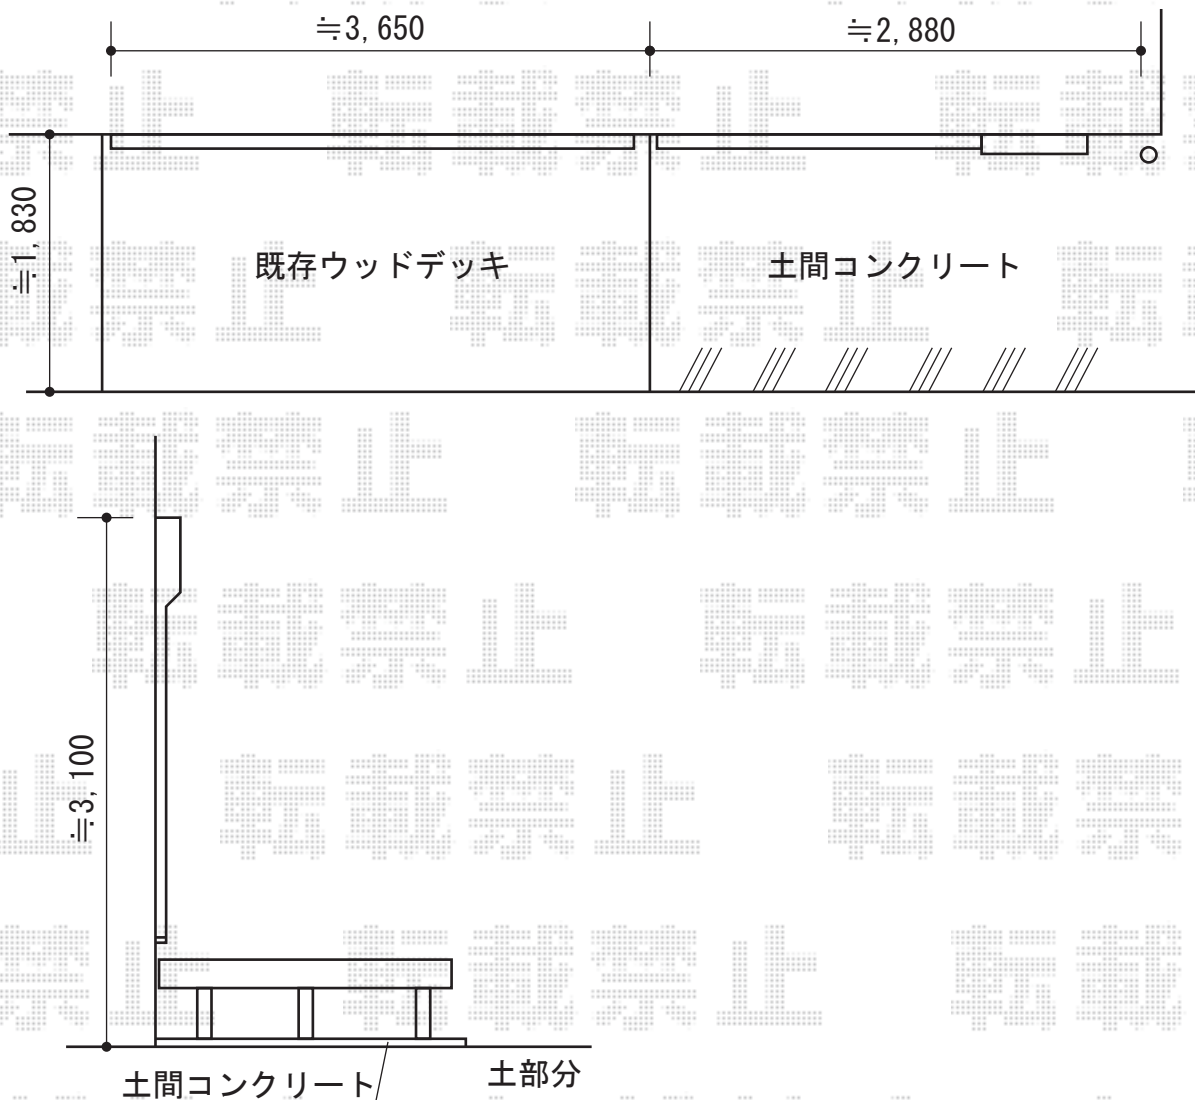 ≒3,650
≒2,880
≒1,830
既存ウッドデッキ
土間コンクリート
≒3,100
土間コンクリート
土部分
転載禁止